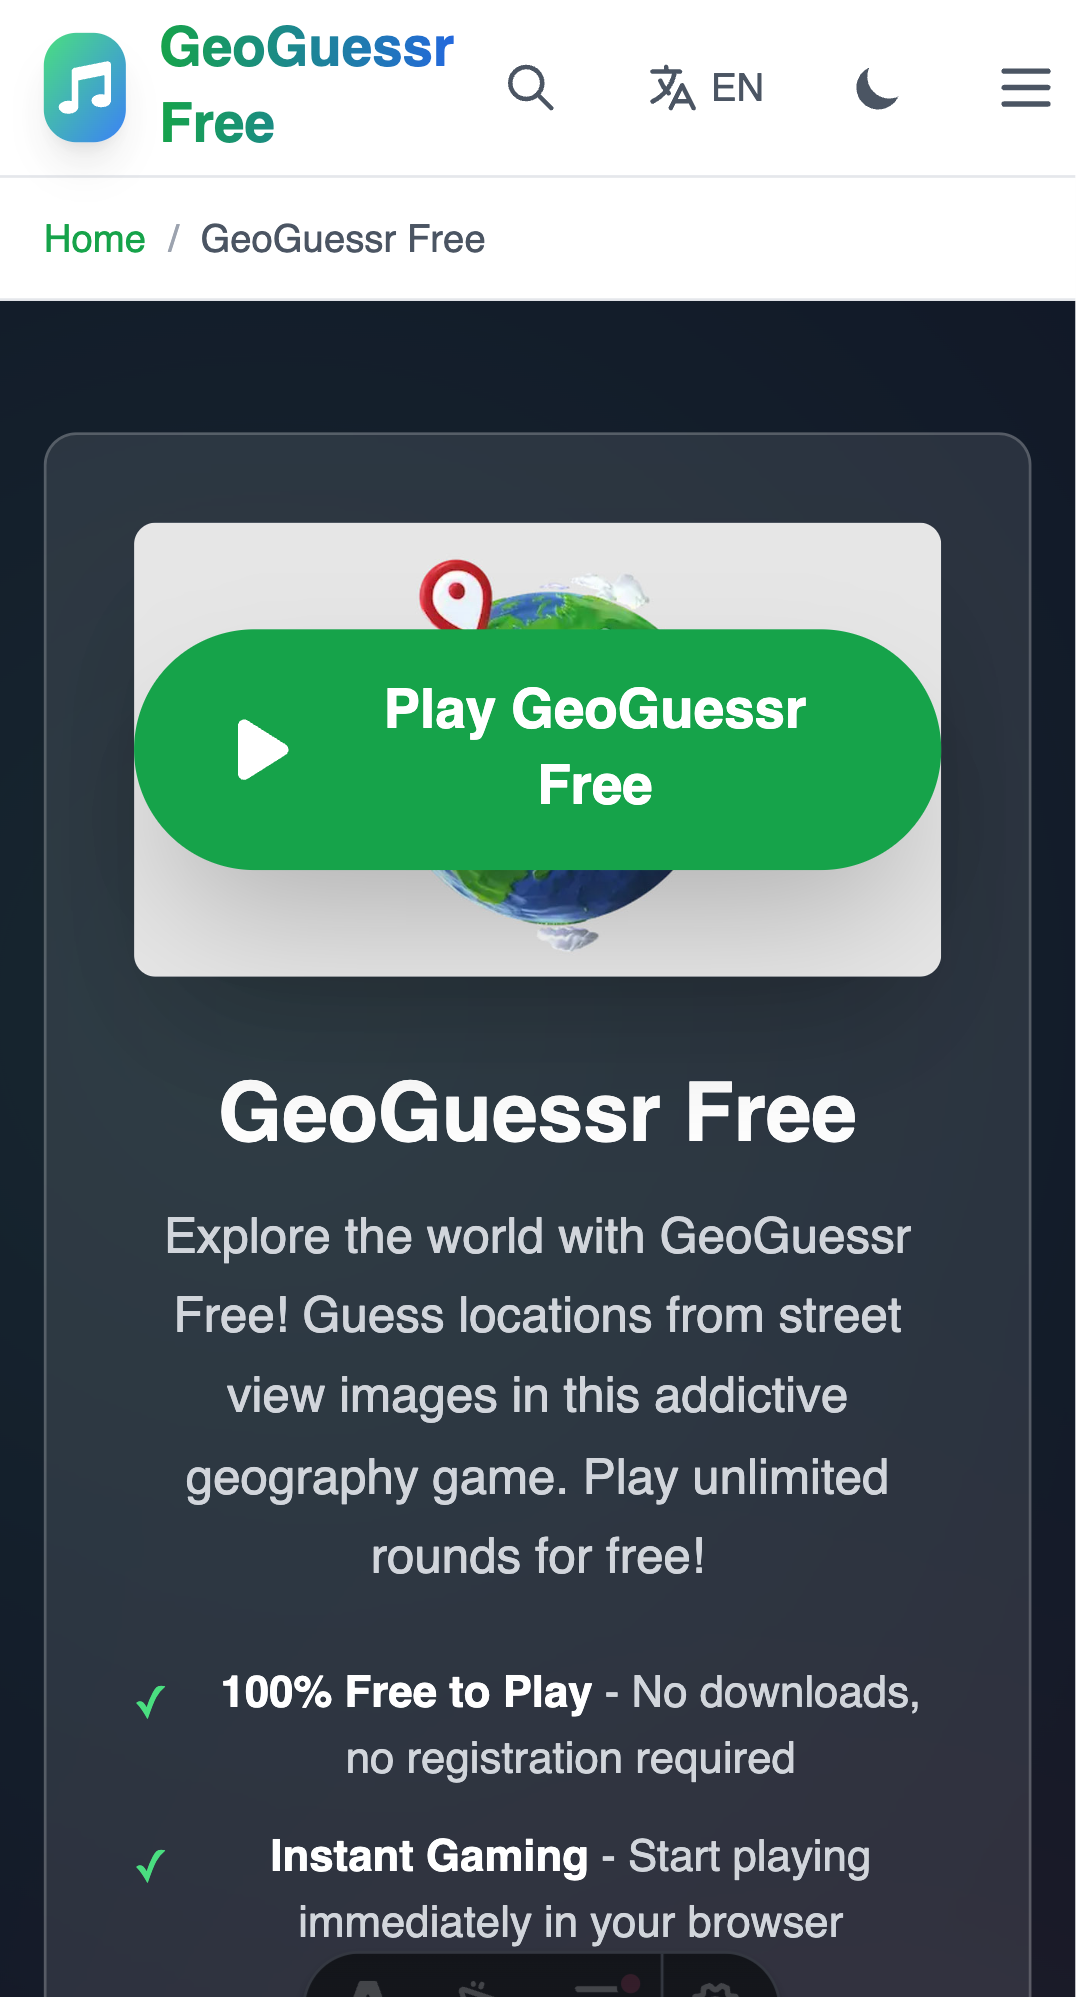 GeoGuessr
Free
EN
Home / GeoGuessr Free
Play GeoGuessr
Free
GeoGuessr Free
Explore the world with GeoGuessr
Free! Guess locations from street
view images in this addictive
geography game. Play unlimited
rounds for free!
✓ 100% Free to Play - No downloads,
no registration required
✓ Instant Gaming - Start playing
immediately in your browser